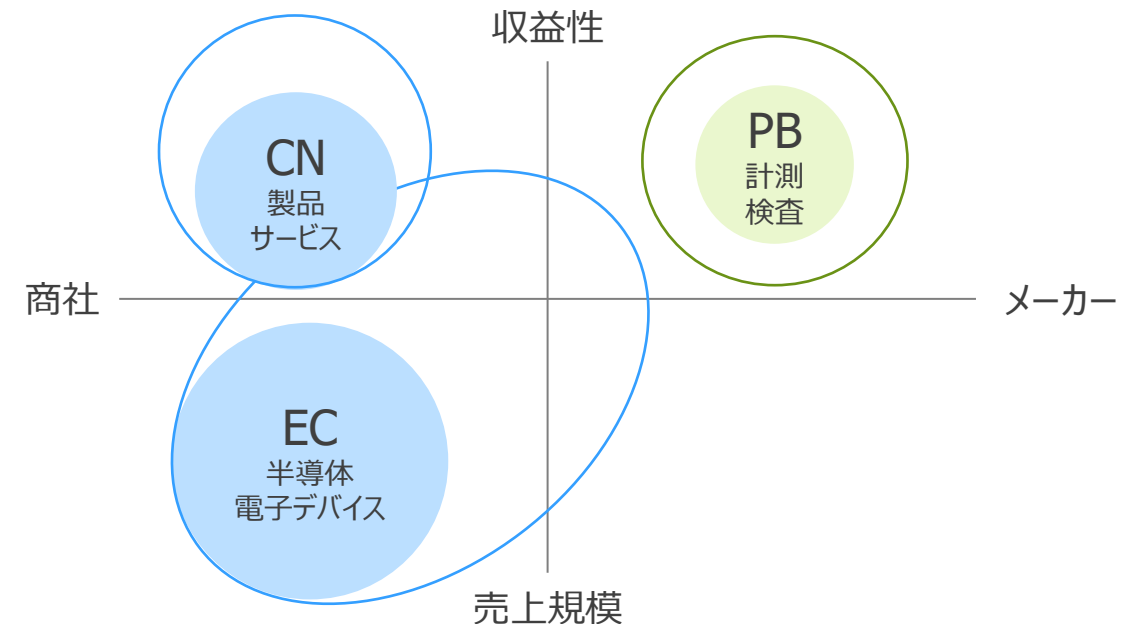 収益性
CN
製品
サービス
PB
計測
検査
商社
メーカー
EC
半導体
電子デバイス
売上規模